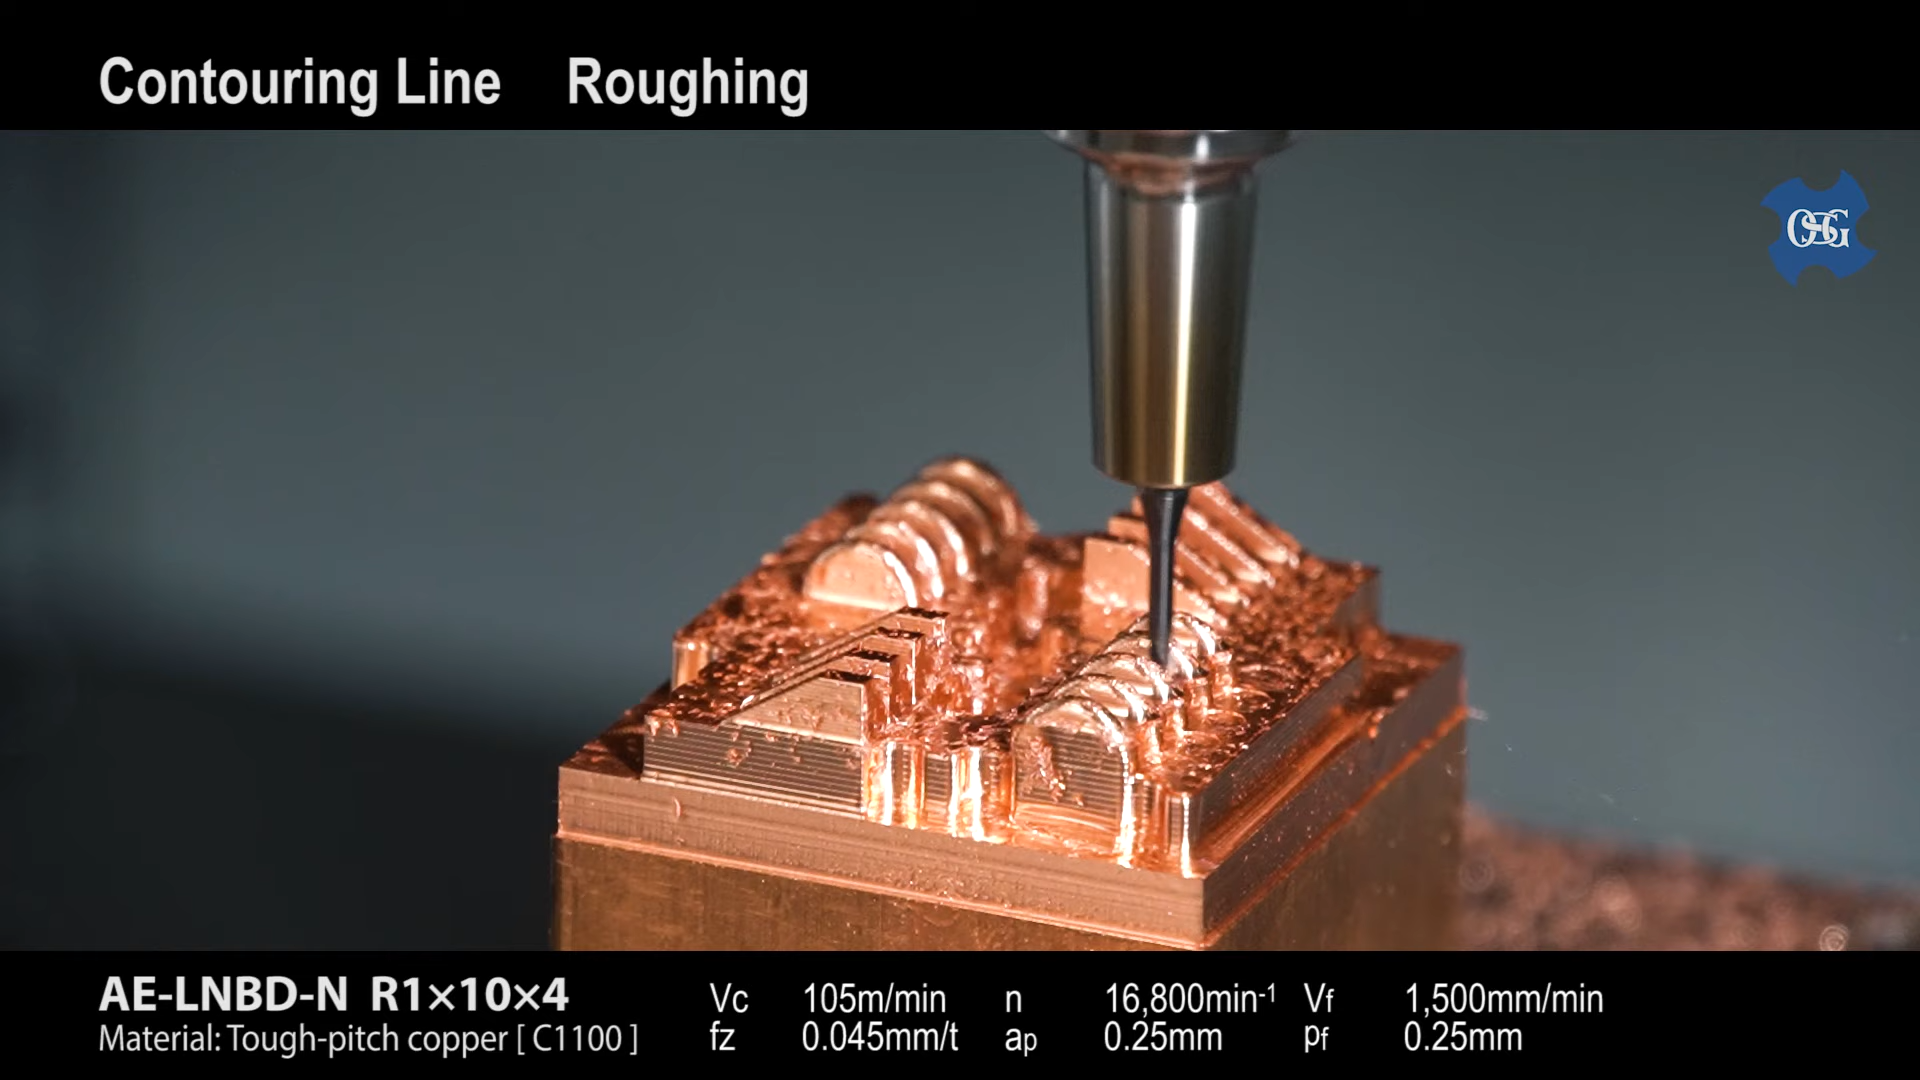 Contouring Line Roughing
OSG
AE-LNBD-N R1×10×4
Material: Tough-pitch copper [ C1100 ]
Vc 105m/min n 16,800min-1 Vf 1,500mm/min
fz 0.045mm/t ap 0.25mm pf 0.25mm